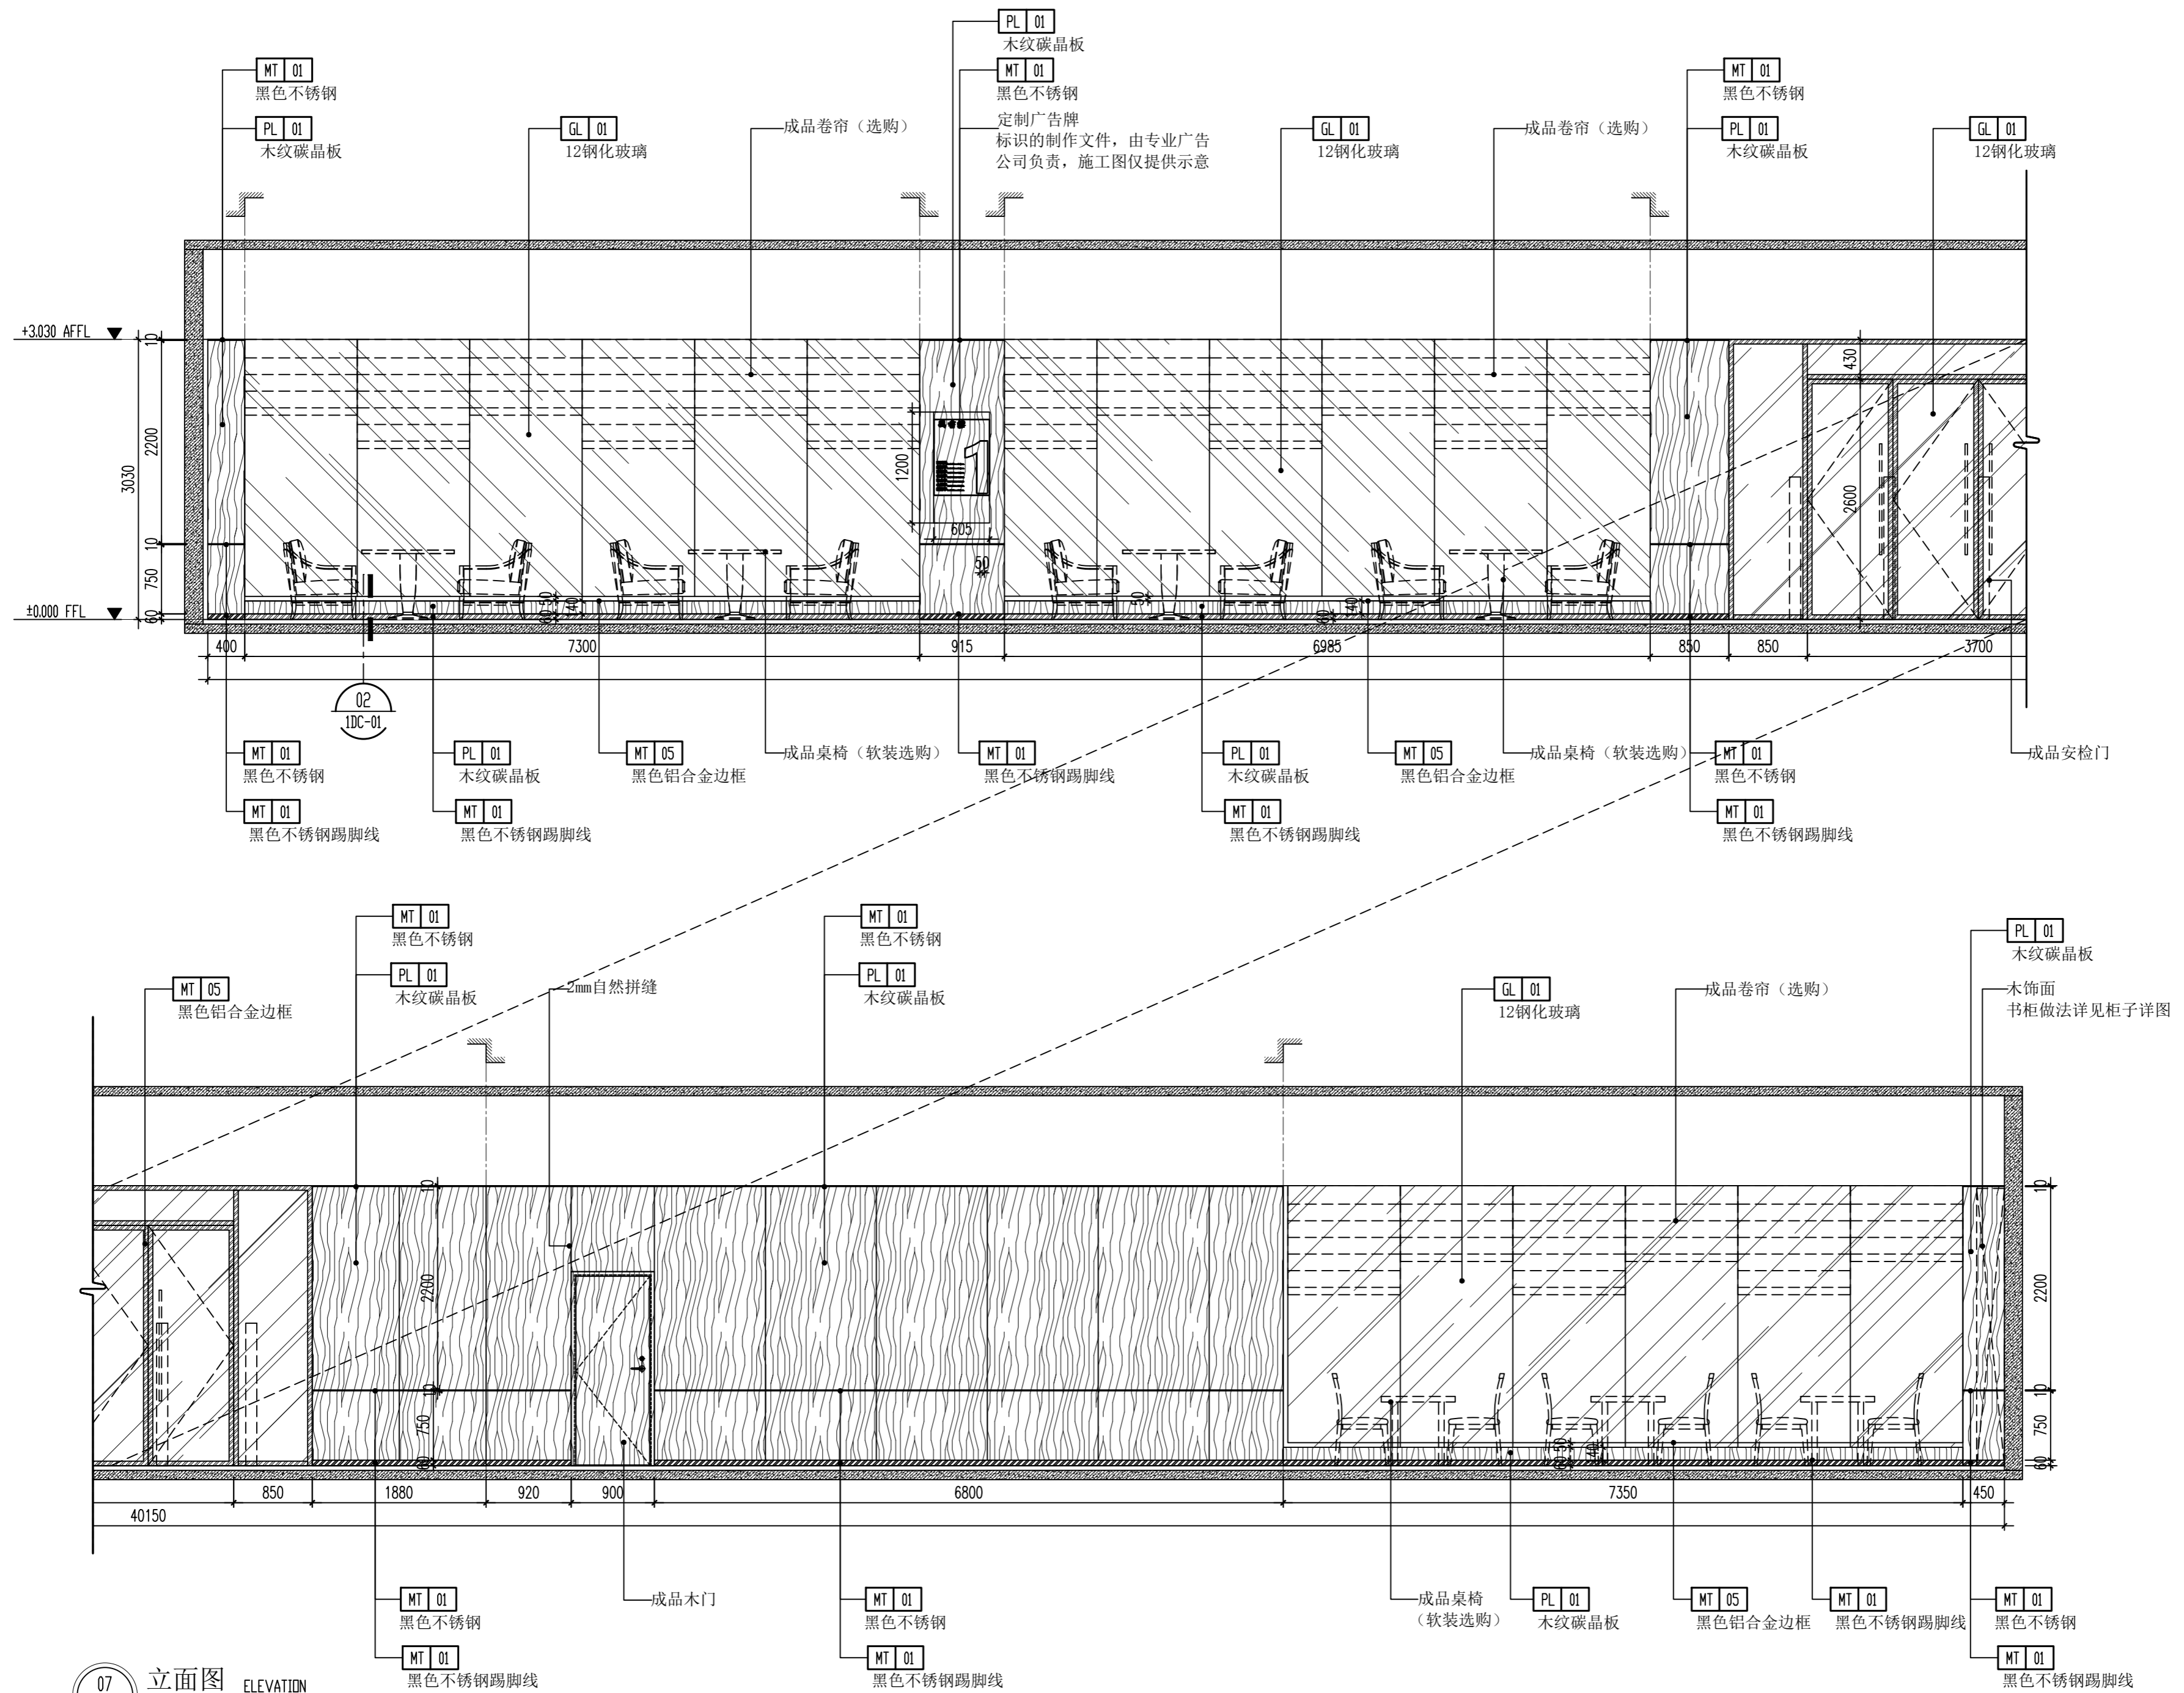 PL 01
木纹碳晶板
MT 01
黑色不锈钢
MT 01
黑色不锈钢
MT 01
黑色不锈钢
PL 01
木纹碳晶板
GL 01
12钢化玻璃
成品卷帘（选购）
定制广告牌
标识的制作文件，由专业广告
公司负责，施工图仅提供示意
GL 01
12钢化玻璃
成品卷帘（选购）
PL 01
木纹碳晶板
GL 01
12钢化玻璃
+3.030 AFFL
10
2200
3030
10
750
60
±0.000 FFL
430
2600
1200
605
50
50
60
140
50
60
140
1
400
7300
915
6985
850
850
3700
02
1DC-01
MT 01
黑色不锈钢
PL 01
木纹碳晶板
MT 05
黑色铝合金边框
成品桌椅（软装选购）
MT 01
黑色不锈钢踢脚线
PL 01
木纹碳晶板
MT 05
黑色铝合金边框
成品桌椅（软装选购）
MT 01
黑色不锈钢
成品安检门
MT 01
黑色不锈钢踢脚线
MT 01
黑色不锈钢踢脚线
MT 01
黑色不锈钢踢脚线
MT 01
黑色不锈钢踢脚线
MT 01
黑色不锈钢
MT 01
黑色不锈钢
PL 01
木纹碳晶板
MT 05
黑色铝合金边框
PL 01
木纹碳晶板
2mm自然拼缝
PL 01
木纹碳晶板
GL 01
12钢化玻璃
成品卷帘（选购）
木饰面
书柜做法详见柜子详图
10
2200
10
750
60
50
60
140
10
2200
10
750
60
850
1880
920
900
6800
7350
450
40150
MT 01
黑色不锈钢
成品木门
MT 01
黑色不锈钢
成品桌椅
（软装选购）
PL 01
木纹碳晶板
MT 05
黑色铝合金边框
MT 01
黑色不锈钢踢脚线
MT 01
黑色不锈钢
MT 01
黑色不锈钢踢脚线
MT 01
黑色不锈钢踢脚线
MT 01
黑色不锈钢踢脚线
07
立面图 ELEVATION